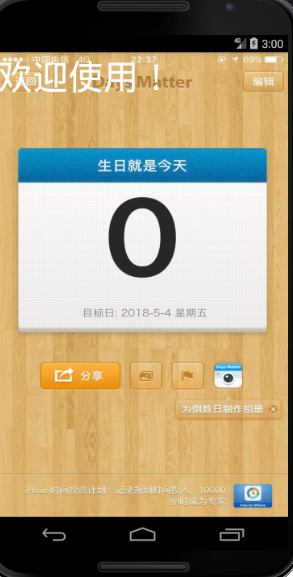 3:00
中国电信 4G 22:37 69%
欢迎使用！
返回 Days Matter 编辑
生日就是今天
0
目标日: 2018-5-4 星期五
分享
Days Matter
为倒数日制作相册
iHour 时间投资计划：记录规划时间投入，10000
小时成为专家